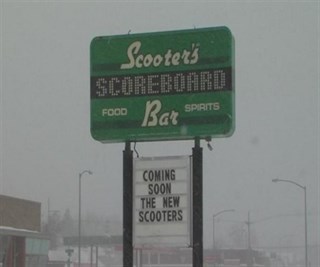 Scooter's
SCOREBOARD
FOOD Bar SPIRITS
COMING
SOON
THE NEW
SCOOTERS